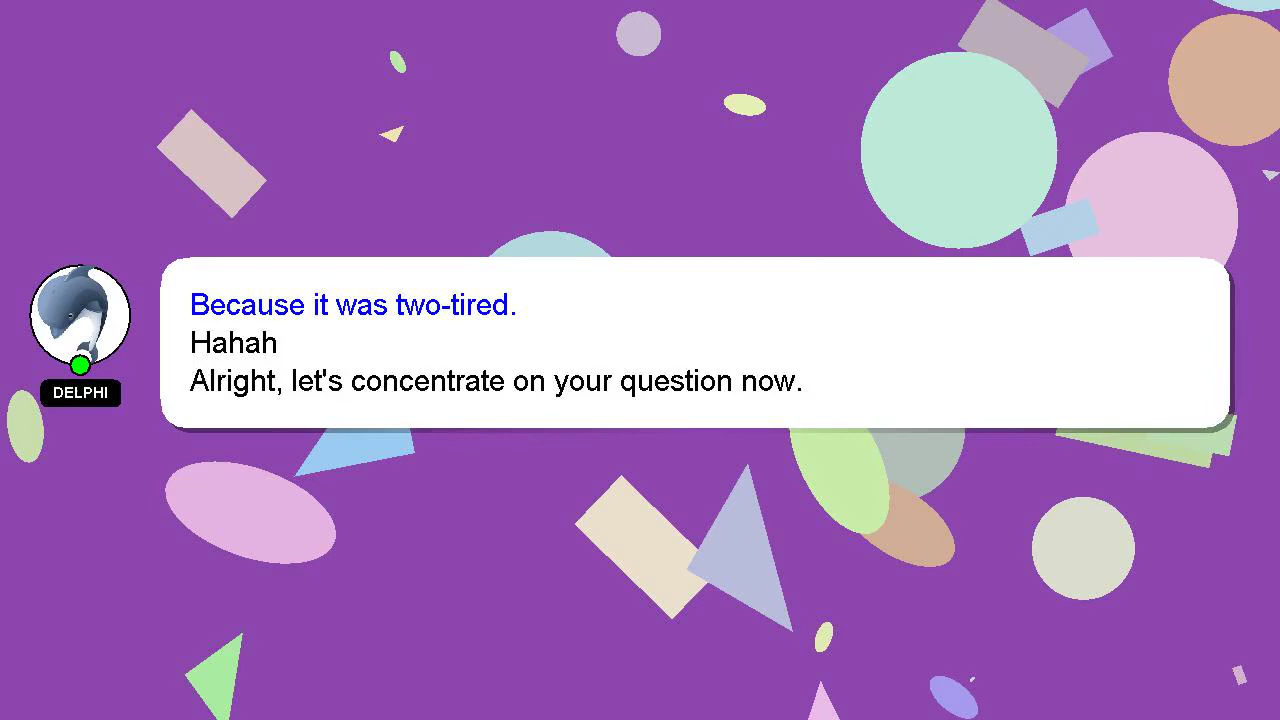 Because it was two-tired.
Hahah
Alright, let's concentrate on your question now.
DELPHI